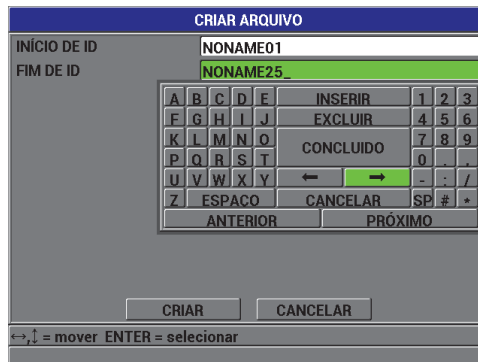 CRIAR ARQUIVO
INÍCIO DE ID NONAME01
FIM DE ID NONAME25_
A B C D E INSERIR 1 2 3
F G H I J EXCLUIR 4 5 6
K L M N O CONCLUIDO 7 8 9
P Q R S T 0 . ,
U V W X Y ← → - : /
Z ESPACO CANCELAR SP # *
ANTERIOR PRÓXIMO
CRIAR CANCELAR
↔,↕ = mover ENTER = selecionar